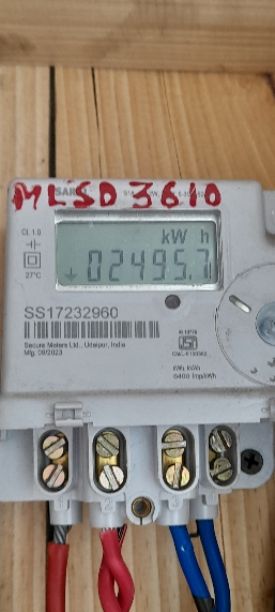 MLSD 3610
Cl. 1.0
kW h
02495.7
27°C
SS17232960
Secure Meters Ltd., Udaipur, India
Mfg. 09/2023
6400 imp/kWh